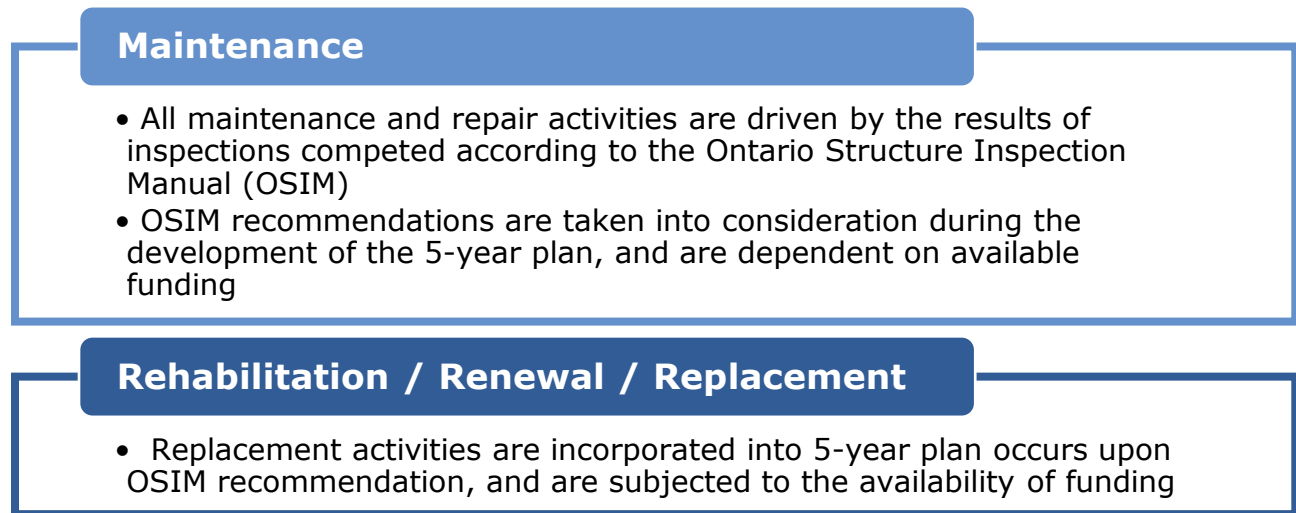 Maintenance
• All maintenance and repair activities are driven by the results of
inspections competed according to the Ontario Structure Inspection
Manual (OSIM)
• OSIM recommendations are taken into consideration during the
development of the 5-year plan, and are dependent on available
funding
Rehabilitation / Renewal / Replacement
• Replacement activities are incorporated into 5-year plan occurs upon
OSIM recommendation, and are subjected to the availability of funding